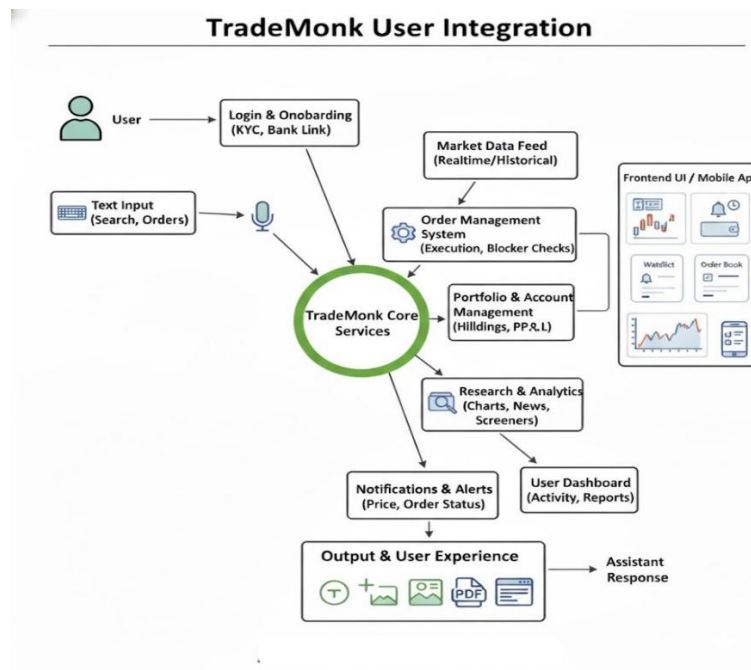 TradeMonk User Integration
User
Login & Onobarding
(KYC, Bank Link)
Market Data Feed
(Realtime/Historical)
Frontend UI / Mobile Ap
Text Input
(Search, Orders)
Order Management
System
(Execution, Blocker Checks)
Watslict
Order Book
TradeMonk Core
Services
Portfolio & Account
Management
(Hilldings, PP&L)
Research & Analytics
(Charts, News,
Screeners)
Notifications & Alerts
(Price, Order Status)
User Dashboard
(Activity, Reports)
Output & User Experience
T
PDF
Assistant
Response